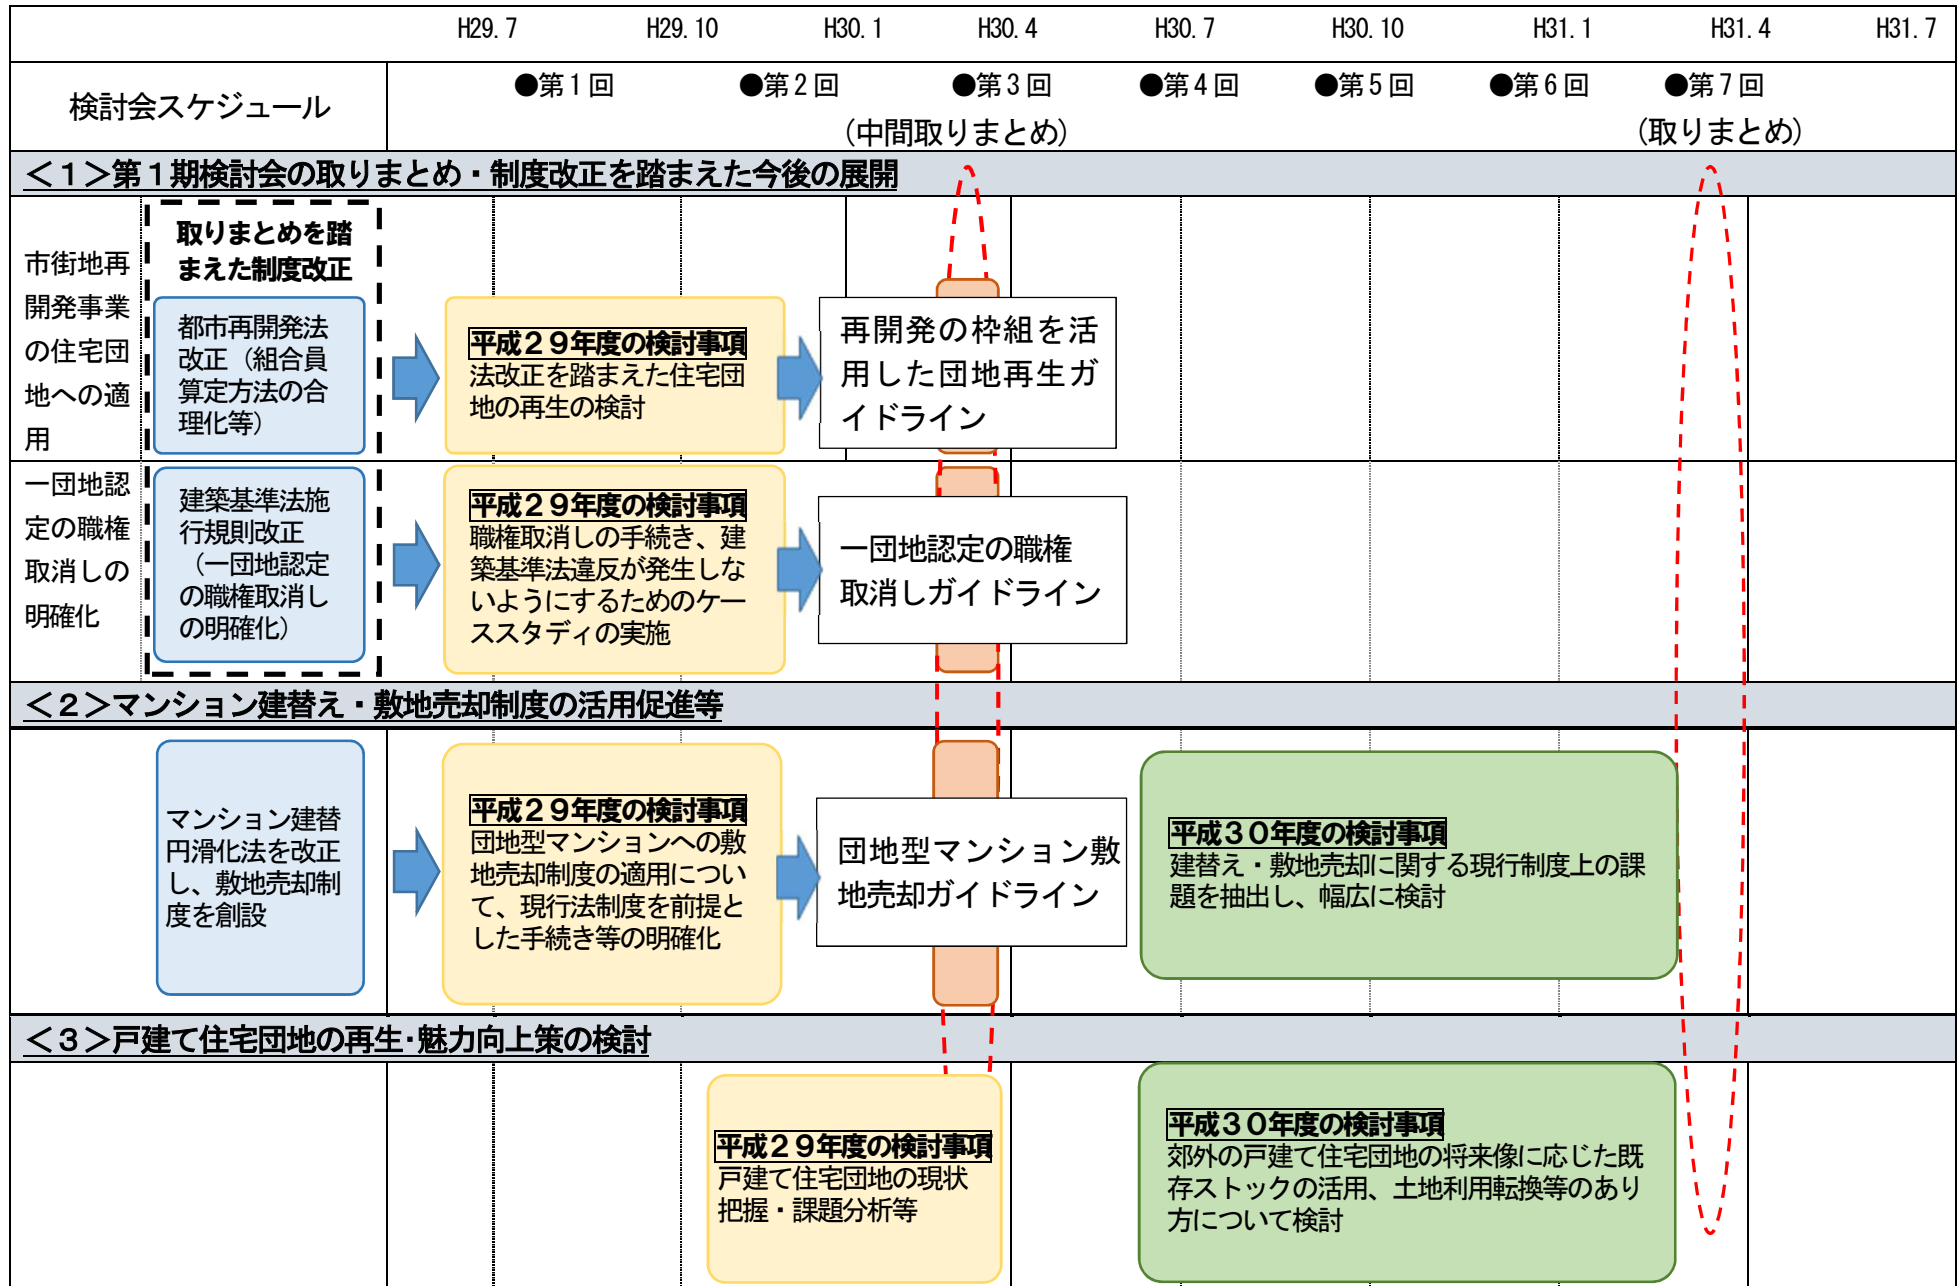 H29.7 H29.10 H30.1 H30.4 H30.7 H30.10 H31.1 H31.4 H31.7
検討会スケジュール
●第1回 ●第2回 ●第3回 ●第4回 ●第5回 ●第6回 ●第7回
(中間取りまとめ) (取りまとめ)
＜１＞第１期検討会の取りまとめ・制度改正を踏まえた今後の展開
市街地再
開発事業
の住宅団
地への適
用
取りまとめを踏
まえた制度改正
都市再開発法
改正（組合員
算定方法の合
理化等）
平成２９年度の検討事項
法改正を踏まえた住宅団
地の再生の検討
再開発の枠組を活
用した団地再生ガ
イドライン
一団地認
定の職権
取消しの
明確化
建築基準法施
行規則改正
（一団地認定
の職権取消し
の明確化）
平成２９年度の検討事項
職権取消しの手続き、建
築基準法違反が発生しな
いようにするためのケー
ススタディの実施
一団地認定の職権
取消しガイドライン
＜２＞マンション建替え・敷地売却制度の活用促進等
マンション建替
円滑化法を改正
し、敷地売却制
度を創設
平成２９年度の検討事項
団地型マンションへの敷
地売却制度の適用につい
て、現行法制度を前提と
した手続き等の明確化
団地型マンション敷
地売却ガイドライン
平成３０年度の検討事項
建替え・敷地売却に関する現行制度上の課
題を抽出し、幅広に検討
＜３＞戸建て住宅団地の再生・魅力向上策の検討
平成２９年度の検討事項
戸建て住宅団地の現状
把握・課題分析等
平成３０年度の検討事項
郊外の戸建て住宅団地の将来像に応じた既
存ストックの活用、土地利用転換等のあり
方について検討